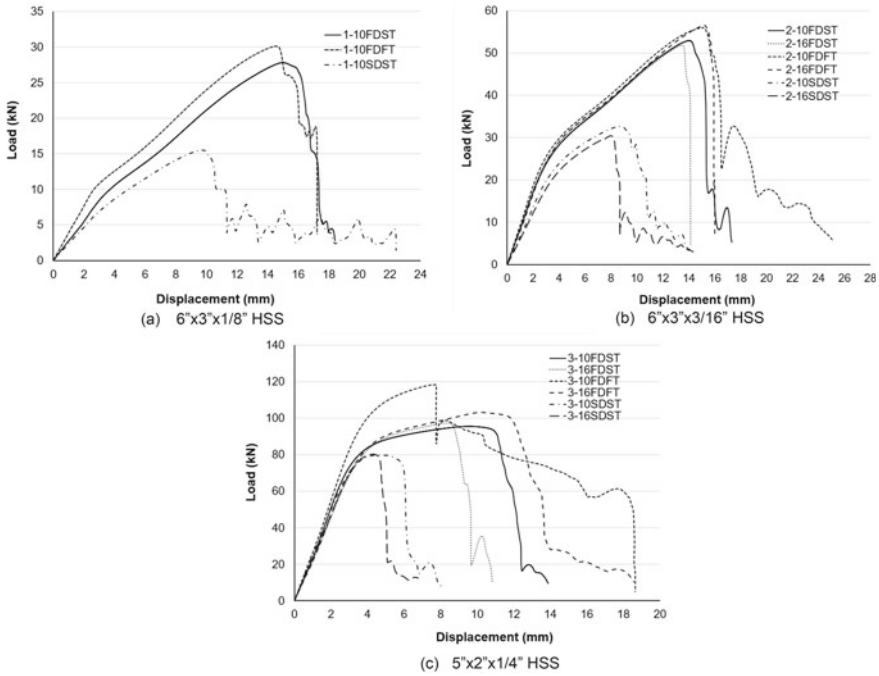 35
30
25
20
15
10
5
0
Load (kN)
0 2 4 6 8 10 12 14 16 18 20 22 24
Displacement (mm)
1-10FDST
1-10FDFT
1-10SDST
(a) 6"x3"x1/8" HSS
60
50
40
30
20
10
0
Load (kN)
0 2 4 6 8 10 12 14 16 18 20 22 24 26 28
Displacement (mm)
2-10FDST
2-16FDST
2-10FDFT
2-16FDFT
2-10SDST
2-16SDST
(b) 6"x3"x3/16" HSS
140
120
100
80
60
40
20
0
Load (kN)
0 2 4 6 8 10 12 14 16 18 20
Displacement (mm)
3-10FDST
3-16FDST
3-10FDFT
3-16FDFT
3-10SDST
3-16SDST
(c) 5"x2"x1/4" HSS